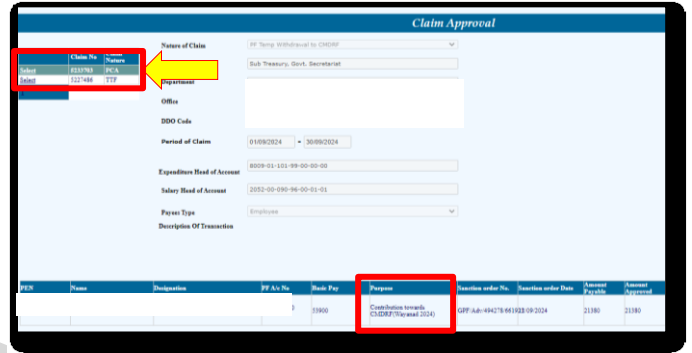 Claim Approval
Claim No
Nature
Select 5235703 PCA
Select 5227486 TTF
Nature of Claim PF Temp Withdrawal to CMDRF
Sub Treasury, Govt. Secretariat
Department
Office
DDO Code
Period of Claim 01/09/2024 - 30/09/2024
Expenditure Head of Account 8009-01-101-99-00-00-00
Salary Head of Account 2052-00-090-96-00-01-01
Payees Type Employee
Description Of Transaction
PEN Name Designation PF A/c No Basic Pay Purpose Sanction order No. Sanction order Date Amount Payable Amount Approved
Contribution towards
55900 CMDRF(Wayanad 2024) 21380 21380